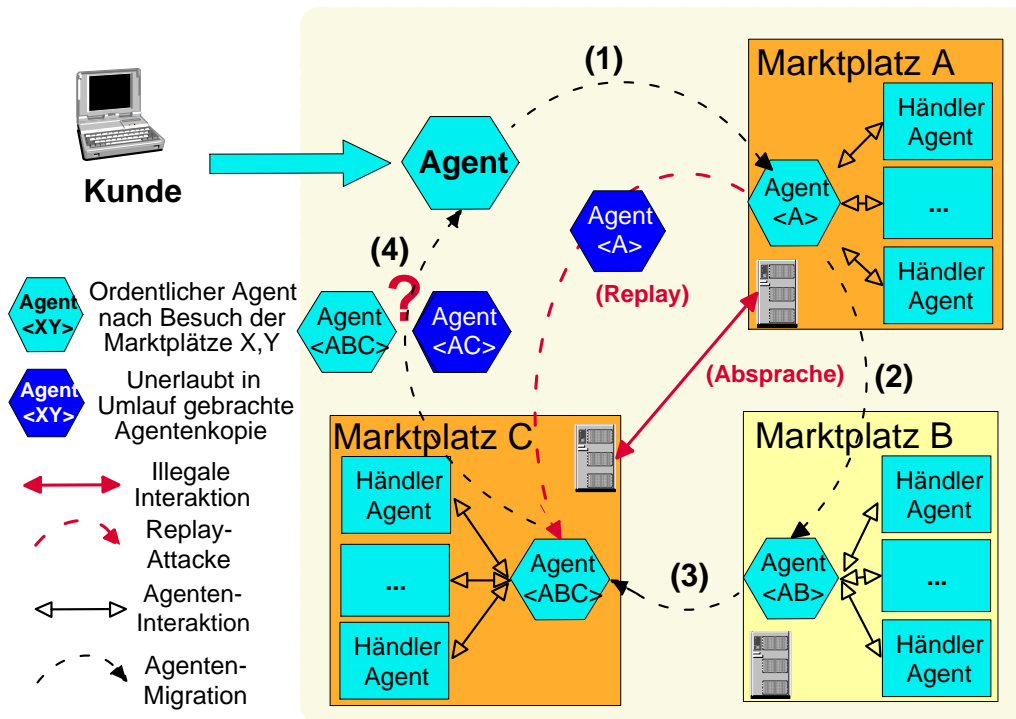 Kunde
Agent
(1)
Marktplatz A
Händler
Agent
...
Händler
Agent
Agent
<A>
Agent
<A>
(Replay)
(Absprache)
(2)
(4)
?
Agent
<ABC>
Agent
<AC>
Agent
<XY>
Ordentlicher Agent
nach Besuch der
Marktplätze X,Y
Agent
<XY>
Unerlaubt in
Umlauf gebrachte
Agentenkopie
Illegale
Interaktion
Replay-
Attacke
Agenten-
Interaktion
Agenten-
Migration
Marktplatz C
Händler
Agent
...
Händler
Agent
Agent
<ABC>
(3)
Marktplatz B
Händler
Agent
...
Händler
Agent
Agent
<AB>